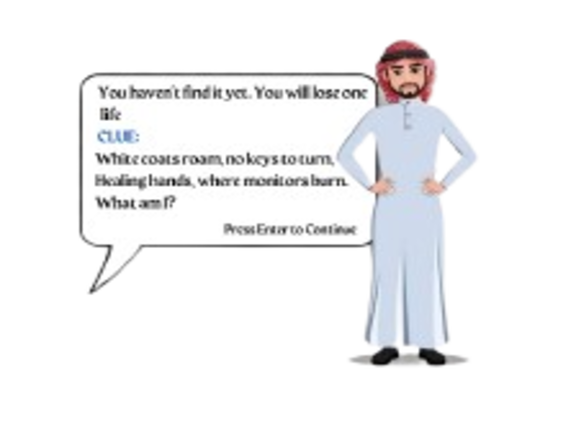 You haven't find it yet. You will lose one
life
CLUE:
White coats roam, no keys to turn,
Healing hands, where monitors burn.
What am I?
Press Enter to Continue